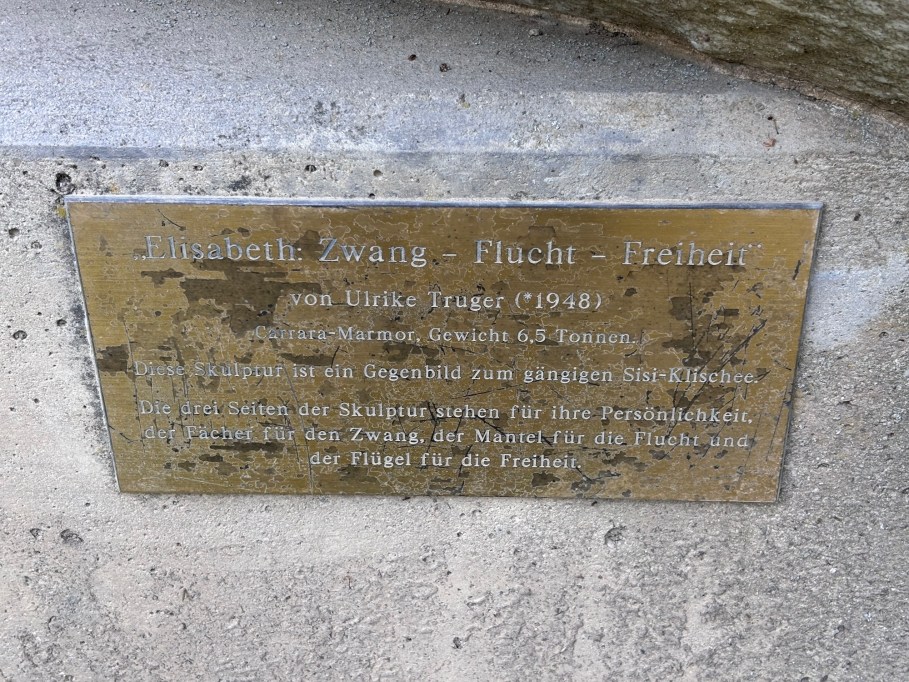 „Elisabeth: Zwang – Flucht – Freiheit“
von Ulrike Truger (*1948)
Carrara-Marmor, Gewicht 6,5 Tonnen.
Diese Skulptur ist ein Gegenbild zum gängigen Sisi-Klischee.
Die drei Seiten der Skulptur stehen für ihre Persönlichkeit,
der Fächer für den Zwang, der Mantel für die Flucht und
der Flügel für die Freiheit.